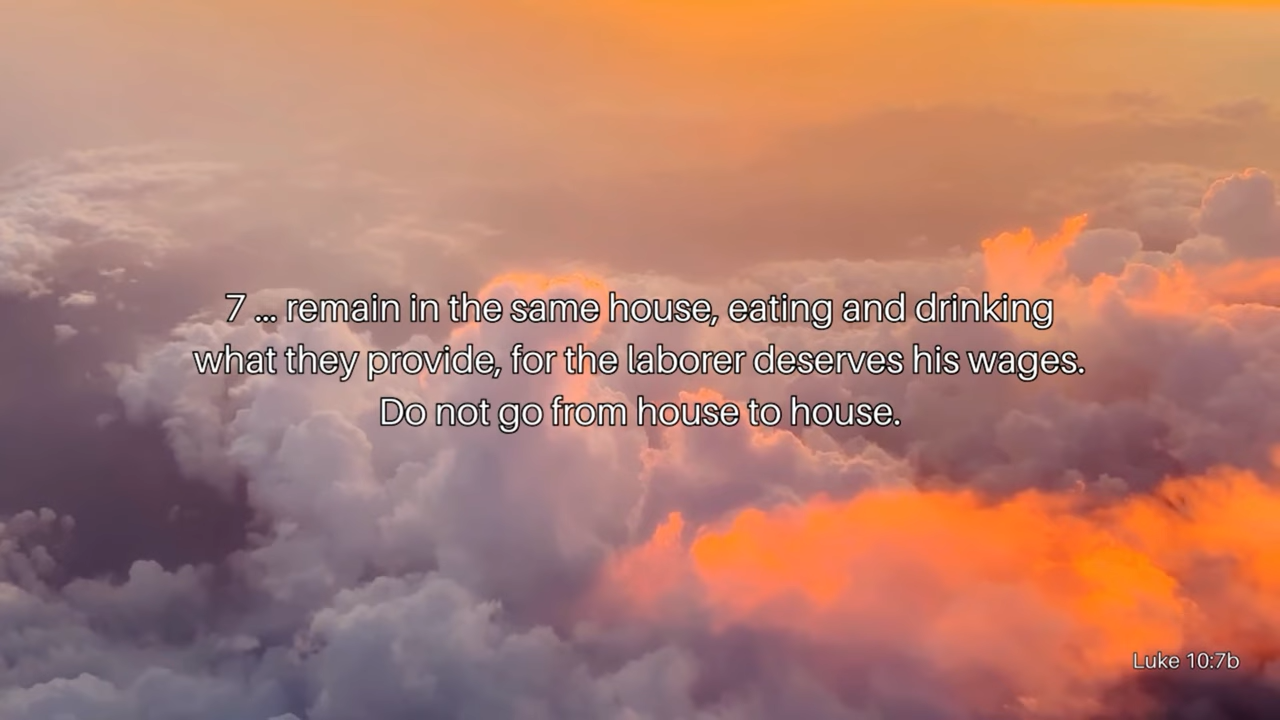 7 ... remain in the same house, eating and drinking
what they provide, for the laborer deserves his wages.
Do not go from house to house.
Luke 10:7b